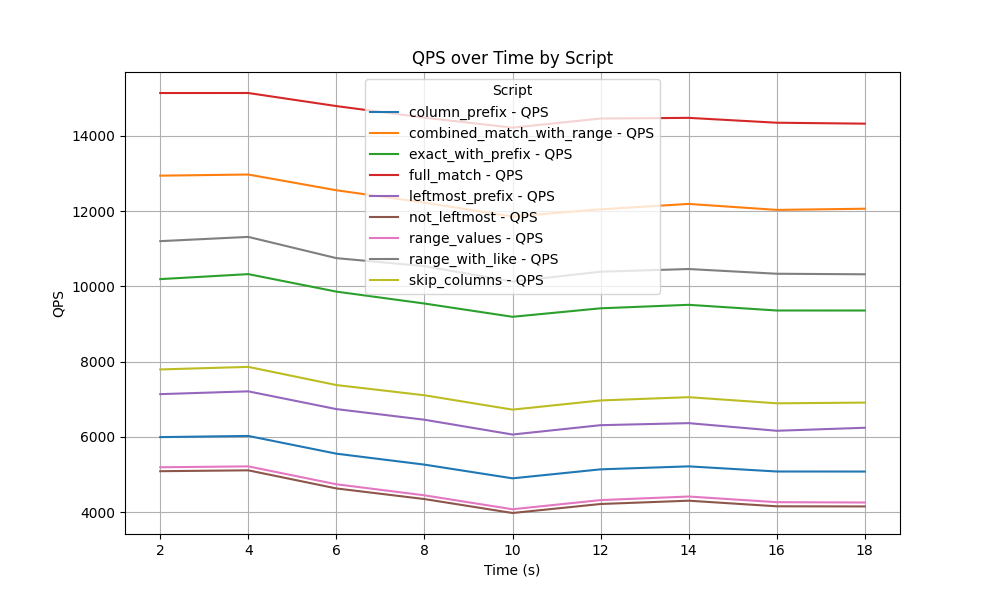 QPS over Time by Script
Script
column_prefix - QPS
combined_match_with_range - QPS
exact_with_prefix - QPS
full_match - QPS
leftmost_prefix - QPS
not_leftmost - QPS
range_values - QPS
range_with_like - QPS
skip_columns - QPS
QPS
14000
12000
10000
8000
6000
4000
2 4 6 8 10 12 14 16 18
Time (s)